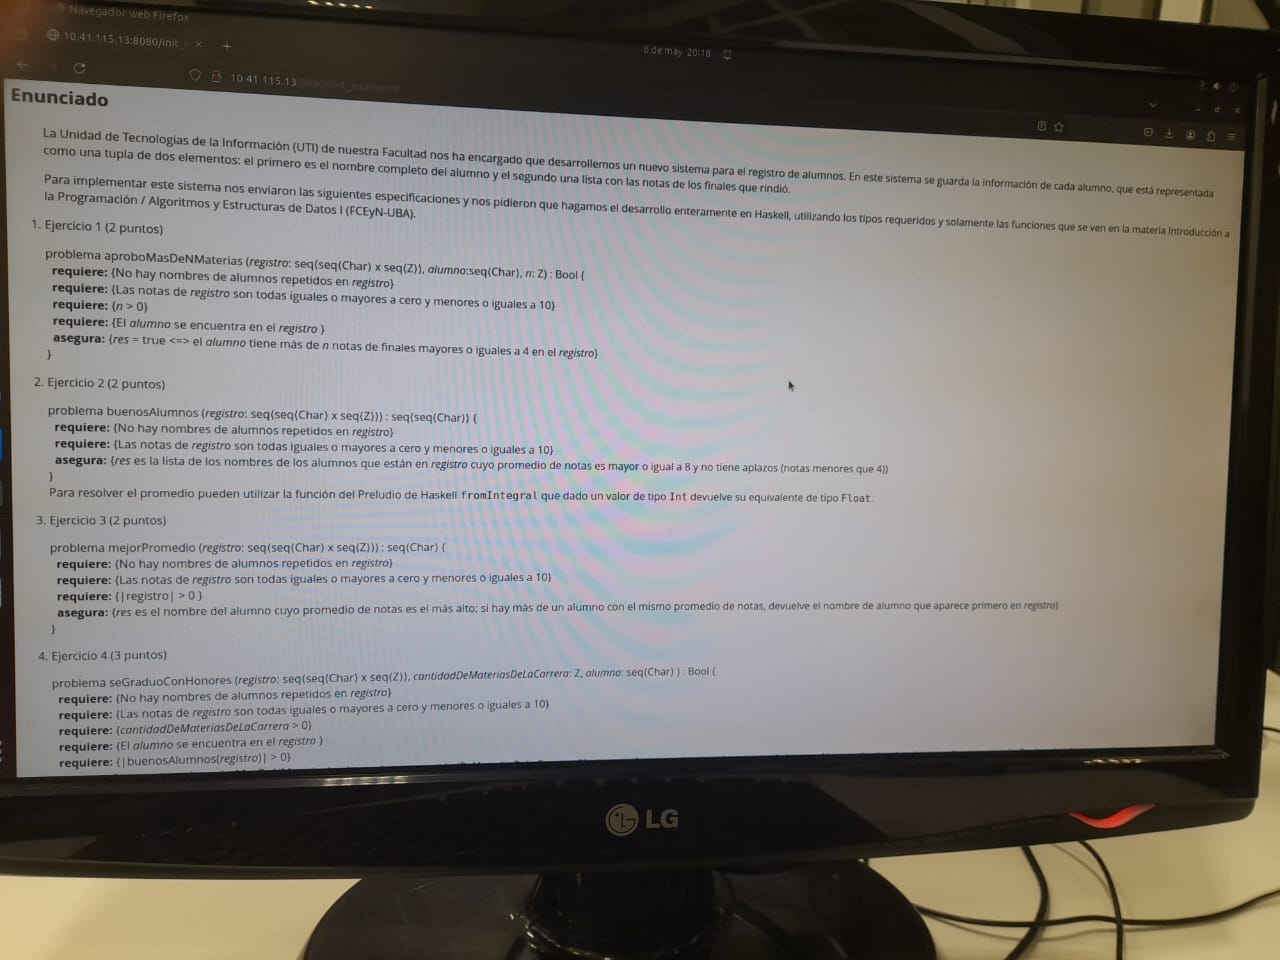 Navegador web Firefox
10.41.115.13:8080/init_
6 de may 20:18
10.41.115.13:8080/init_examen#
Enunciado
La Unidad de Tecnologías de la Información (UTI) de nuestra Facultad nos ha encargado que desarrollemos un nuevo sistema para el registro de alumnos. En este sistema se guarda la información de cada alumno, que está representada
como una tupla de dos elementos: el primero es el nombre completo del alumno y el segundo una lista con las notas de los finales que rindió.
Para implementar este sistema nos enviaron las siguientes especificaciones y nos pidieron que hagamos el desarrollo enteramente en Haskell, utilizando los tipos requeridos y solamente las funciones que se ven en la materia Introducción a
la Programación / Algoritmos y Estructuras de Datos I (FCEyN-UBA).
1. Ejercicio 1 (2 puntos)
problema aproboMasDeNMaterias (registro: seq⟨seq⟨Char⟩ x seq⟨Z⟩⟩, alumno:seq⟨Char⟩, n: Z) : Bool {
requiere: {No hay nombres de alumnos repetidos en registro}
requiere: {Las notas de registro son todas iguales o mayores a cero y menores o iguales a 10}
requiere: {n > 0}
requiere: {El alumno se encuentra en el registro }
asegura: {res = true <=> el alumno tiene más de n notas de finales mayores o iguales a 4 en el registro}
}
2. Ejercicio 2 (2 puntos)
problema buenosAlumnos (registro: seq⟨seq⟨Char⟩ x seq⟨Z⟩⟩) : seq⟨seq⟨Char⟩⟩ {
requiere: {No hay nombres de alumnos repetidos en registro}
requiere: {Las notas de registro son todas iguales o mayores a cero y menores o iguales a 10}
asegura: {res es la lista de los nombres de los alumnos que están en registro cuyo promedio de notas es mayor o igual a 8 y no tiene aplazos (notas menores que 4)}
}
Para resolver el promedio pueden utilizar la función del Preludio de Haskell fromIntegral que dado un valor de tipo Int devuelve su equivalente de tipo Float.
3. Ejercicio 3 (2 puntos)
problema mejorPromedio (registro: seq⟨seq⟨Char⟩ x seq⟨Z⟩⟩) : seq⟨Char⟩ {
requiere: {No hay nombres de alumnos repetidos en registro}
requiere: {Las notas de registro son todas iguales o mayores a cero y menores o iguales a 10}
requiere: {|registro| > 0 }
asegura: {res es el nombre del alumno cuyo promedio de notas es el más alto; si hay más de un alumno con el mismo promedio de notas, devuelve el nombre de alumno que aparece primero en registro}
}
4. Ejercicio 4 (3 puntos)
problema seGraduoConHonores (registro: seq⟨seq⟨Char⟩ x seq⟨Z⟩⟩, cantidadDeMateriasDeLaCarrera: Z, alumno: seq⟨Char⟩ ) : Bool {
requiere: {No hay nombres de alumnos repetidos en registro}
requiere: {Las notas de registro son todas iguales o mayores a cero y menores o iguales a 10}
requiere: {cantidadDeMateriasDeLaCarrera > 0}
requiere: {El alumno se encuentra en el registro }
requiere: {|buenosAlumnos(registro)| > 0}
LG